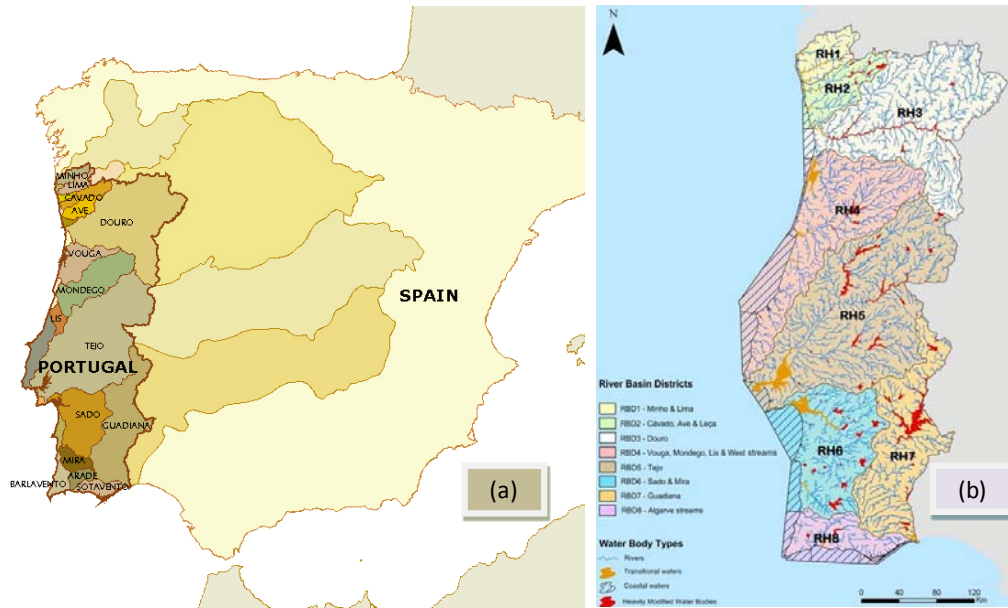 MINHO
LIMA
CAVADO
AVE
DOURO
VOUGA
MONDEGO
LIS
SPAIN
TEJO
PORTUGAL
SADO
GUADIANA
MIRA
ARADE
BARLAVENTO
SOTAVENTO
(a)
N
RH1
RH2
RH3
RH4
RH5
RH6
RH7
RH8
River Basin Districts
RBD1 - Minho & Lima
RBD2 - Cávado, Ave & Leça
RBD3 - Douro
RBD4 - Vouga, Mondego, Lis & West streams
RBD5 - Tejo
RBD6 - Sado & Mira
RBD7 - Guadiana
RBD8 - Algarve streams
Water Body Types
Rivers
Transitional waters
Coastal waters
Heavily Modified Water Bodies
(b)
0 20 40 80 120
Km